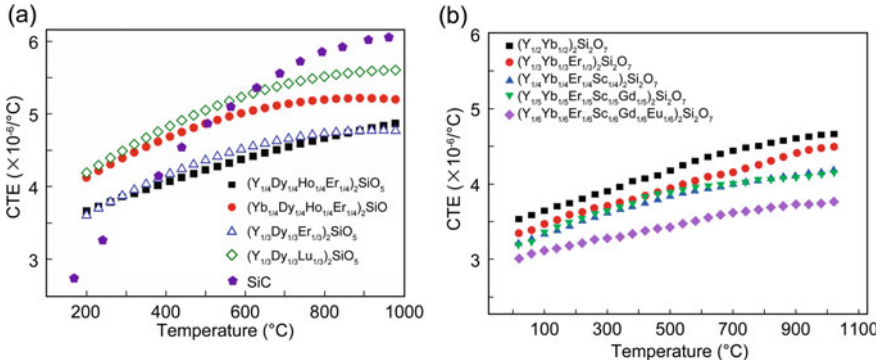 (a)
CTE (×10⁻⁶/°C)
6
5
4
3
200
400
600
800
1000
Temperature (°C)
(Y₁/₄Dy₁/₄Ho₁/₄Er₁/₄)₂SiO₅
(Yb₁/₄Dy₁/₄Ho₁/₄Er₁/₄)₂SiO
(Y₁/₃Dy₁/₃Er₁/₃)₂SiO₅
(Y₁/₃Dy₁/₃Lu₁/₃)₂SiO₅
SiC
(b)
CTE (×10⁻⁶/°C)
6
5
4
3
100
300
500
700
900
1100
Temperature (°C)
(Y₁/₂Yb₁/₂)₂Si₂O₇
(Y₁/₃Yb₁/₃Er₁/₃)₂Si₂O₇
(Y₁/₄Yb₁/₄Er₁/₄Sc₁/₄)₂Si₂O₇
(Y₁/₅Yb₁/₅Er₁/₅Sc₁/₅Gd₁/₅)₂Si₂O₇
(Y₁/₆Yb₁/₆Er₁/₆Sc₁/₆Gd₁/₆Eu₁/₆)₂Si₂O₇